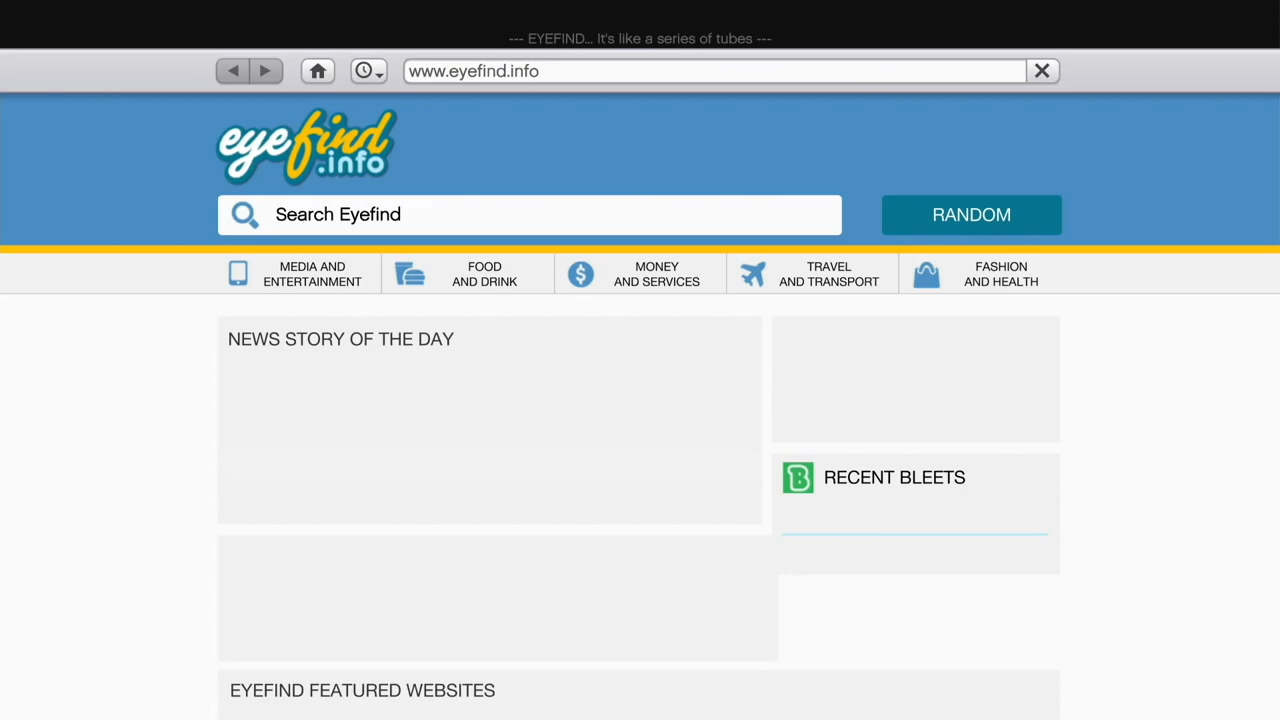 --- EYEFIND... It's like a series of tubes ---
www.eyefind.info
eyefind
.info
Search Eyefind
RANDOM
MEDIA AND
ENTERTAINMENT
FOOD
AND DRINK
MONEY
AND SERVICES
TRAVEL
AND TRANSPORT
FASHION
AND HEALTH
NEWS STORY OF THE DAY
B
RECENT BLEETS
EYEFIND FEATURED WEBSITES